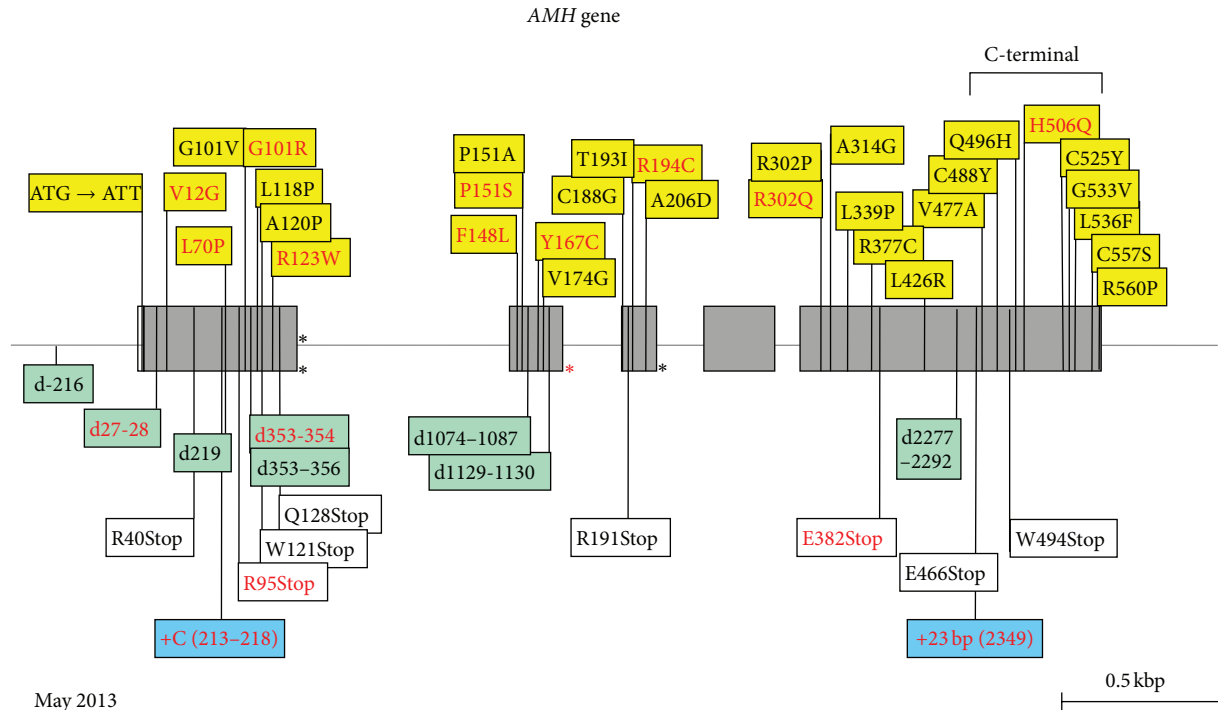 AMH gene
C-terminal
ATG → ATT
V12G
L70P
G101V
G101R
L118P
A120P
R123W
P151A
P151S
F148L
Y167C
V174G
T193I
C188G
R194C
A206D
R302P
R302Q
A314G
L339P
R377C
L426R
V477A
C488Y
Q496H
H506Q
C525Y
G533V
L536F
C557S
R560P
*
*
*
*
d-216
d27-28
d219
d353-354
d353–356
d1074–1087
d1129-1130
d2277
–2292
R40Stop
Q128Stop
W121Stop
R95Stop
R191Stop
E382Stop
E466Stop
W494Stop
+C (213–218)
+23 bp (2349)
May 2013
0.5 kbp